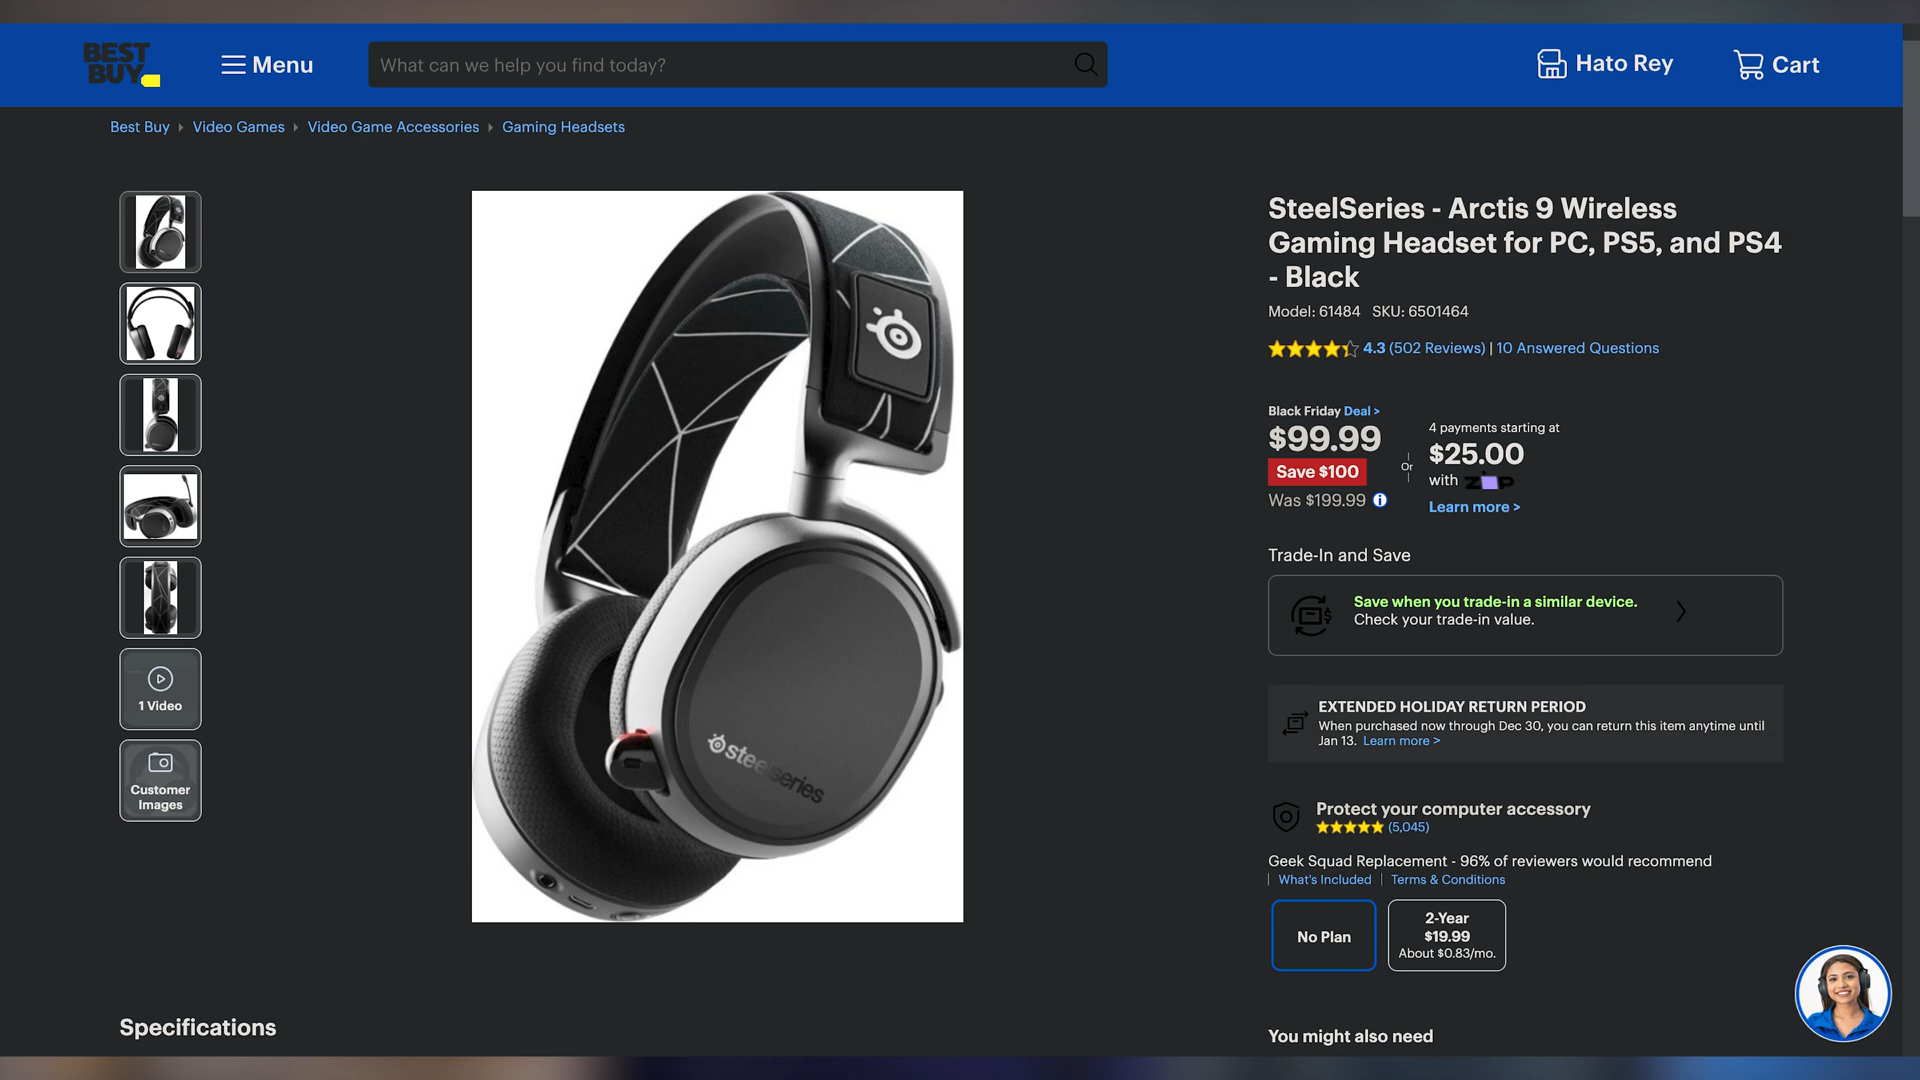 BEST
BUY
Menu
What can we help you find today?
Hato Rey
Cart
Best Buy
Video Games
Video Game Accessories
Gaming Headsets
SteelSeries - Arctis 9 Wireless
Gaming Headset for PC, PS5, and PS4
- Black
Model: 61484 SKU: 6501464
4.3 (502 Reviews) | 10 Answered Questions
Black Friday Deal >
$99.99
Save $100
Was $199.99
Or
4 payments starting at
$25.00
with ZIP
Learn more >
Trade-In and Save
Save when you trade-in a similar device.
Check your trade-in value.
EXTENDED HOLIDAY RETURN PERIOD
When purchased now through Dec 30, you can return this item anytime until
Jan 13. Learn more >
Protect your computer accessory
(5,045)
Geek Squad Replacement - 96% of reviewers would recommend
| What's Included | Terms & Conditions
No Plan
2-Year
$19.99
About $0.83/mo.
1 Video
Customer
Images
steelseries
Specifications
You might also need